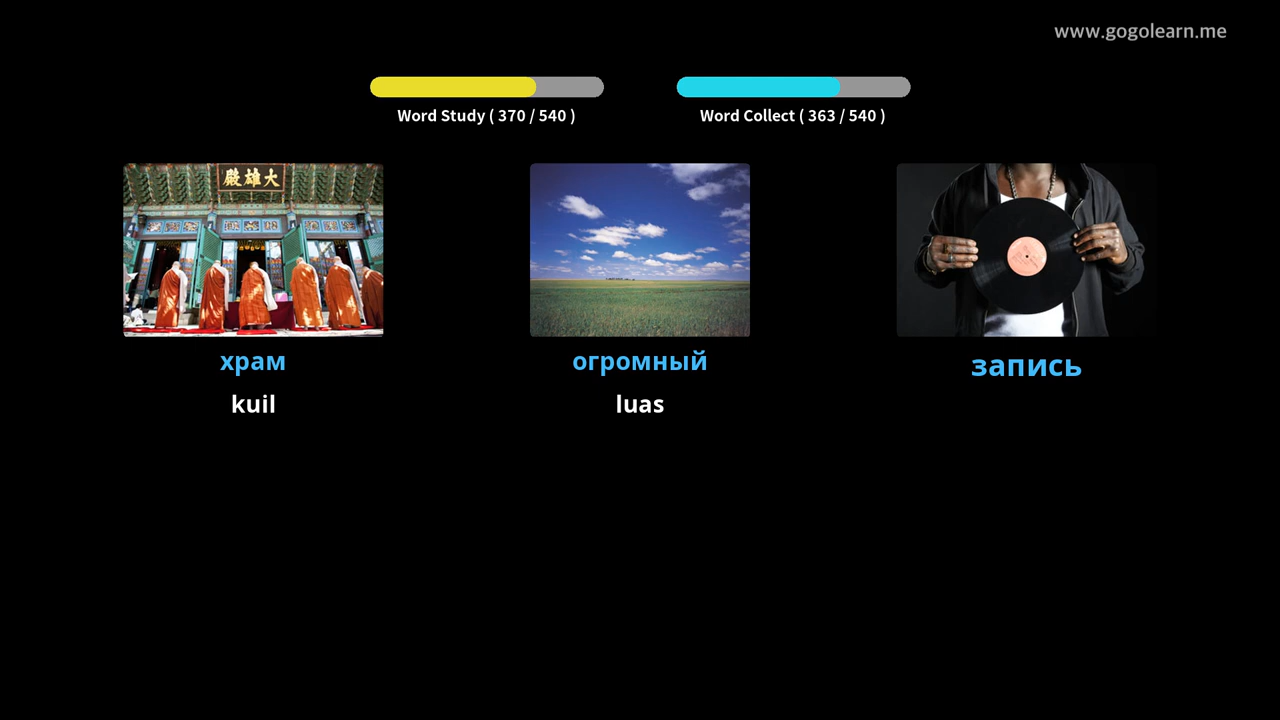 www.gogolearn.me
Word Study ( 370 / 540 )
Word Collect ( 363 / 540 )
大雄殿
храм
огромный
запись
kuil
luas